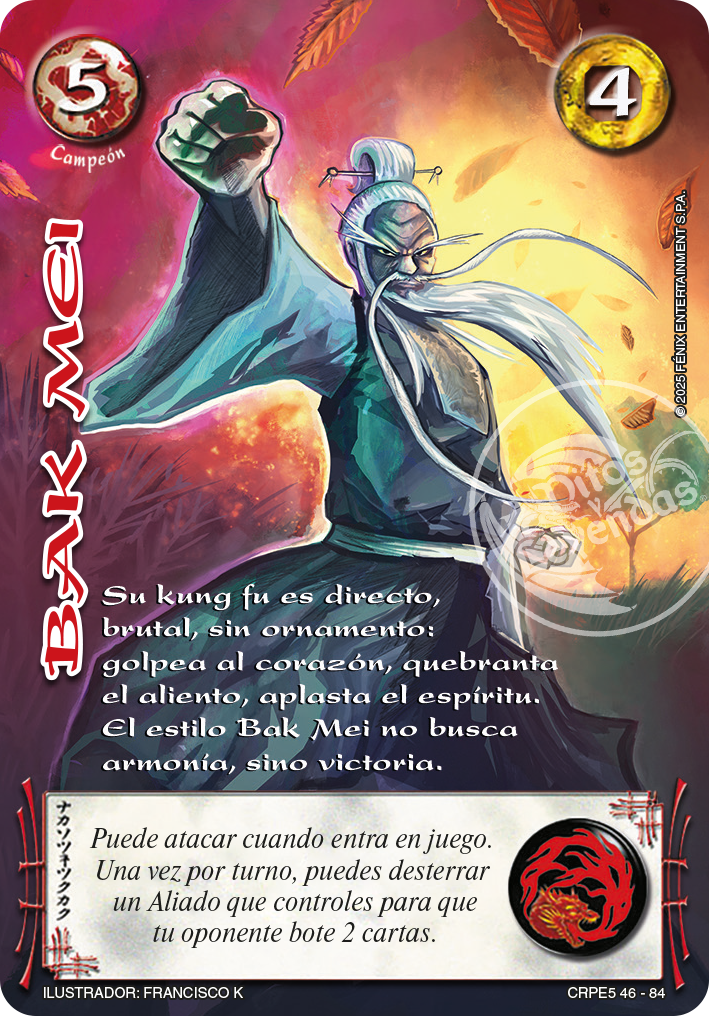 5
Campeón
4
BAK MEI
© 2025 FÉNIX ENTERTAINMENT S.P.A.
Mitos
y
Leyendas
Su kung fu es directo,
brutal, sin ornamento:
golpea al corazón, quebranta
el aliento, aplasta el espíritu.
El estilo Bak Mei no busca
armonía, sino victoria.
ナカソツネツクカク
Puede atacar cuando entra en juego.
Una vez por turno, puedes desterrar
un Aliado que controles para que
tu oponente bote 2 cartas.
ILUSTRADOR: FRANCISCO K
CRPE5 46 - 84